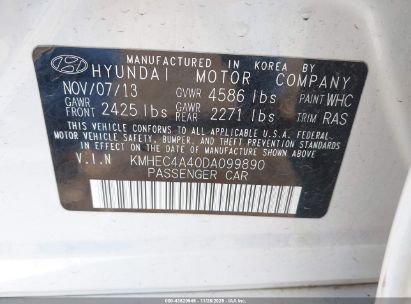 MANUFACTURED IN KOREA BY
HYUNDAI MOTOR COMPANY
NOV/07/13 GVWR 4586 lbs PAINT WHC
GAWR FRONT 2425 lbs GAWR REAR 2271 lbs TRIM RAS
THIS VEHICLE CONFORMS TO ALL APPLICABLE U.S.A. FEDERAL
MOTOR VEHICLE SAFETY, BUMPER, AND THEFT PREVENTION
STANDARDS IN EFFECT ON THE DATE OF MANUFACTURE SHOWN ABOVE.
V.I.N KMHEC4A40DA099890
PASSENGER CAR